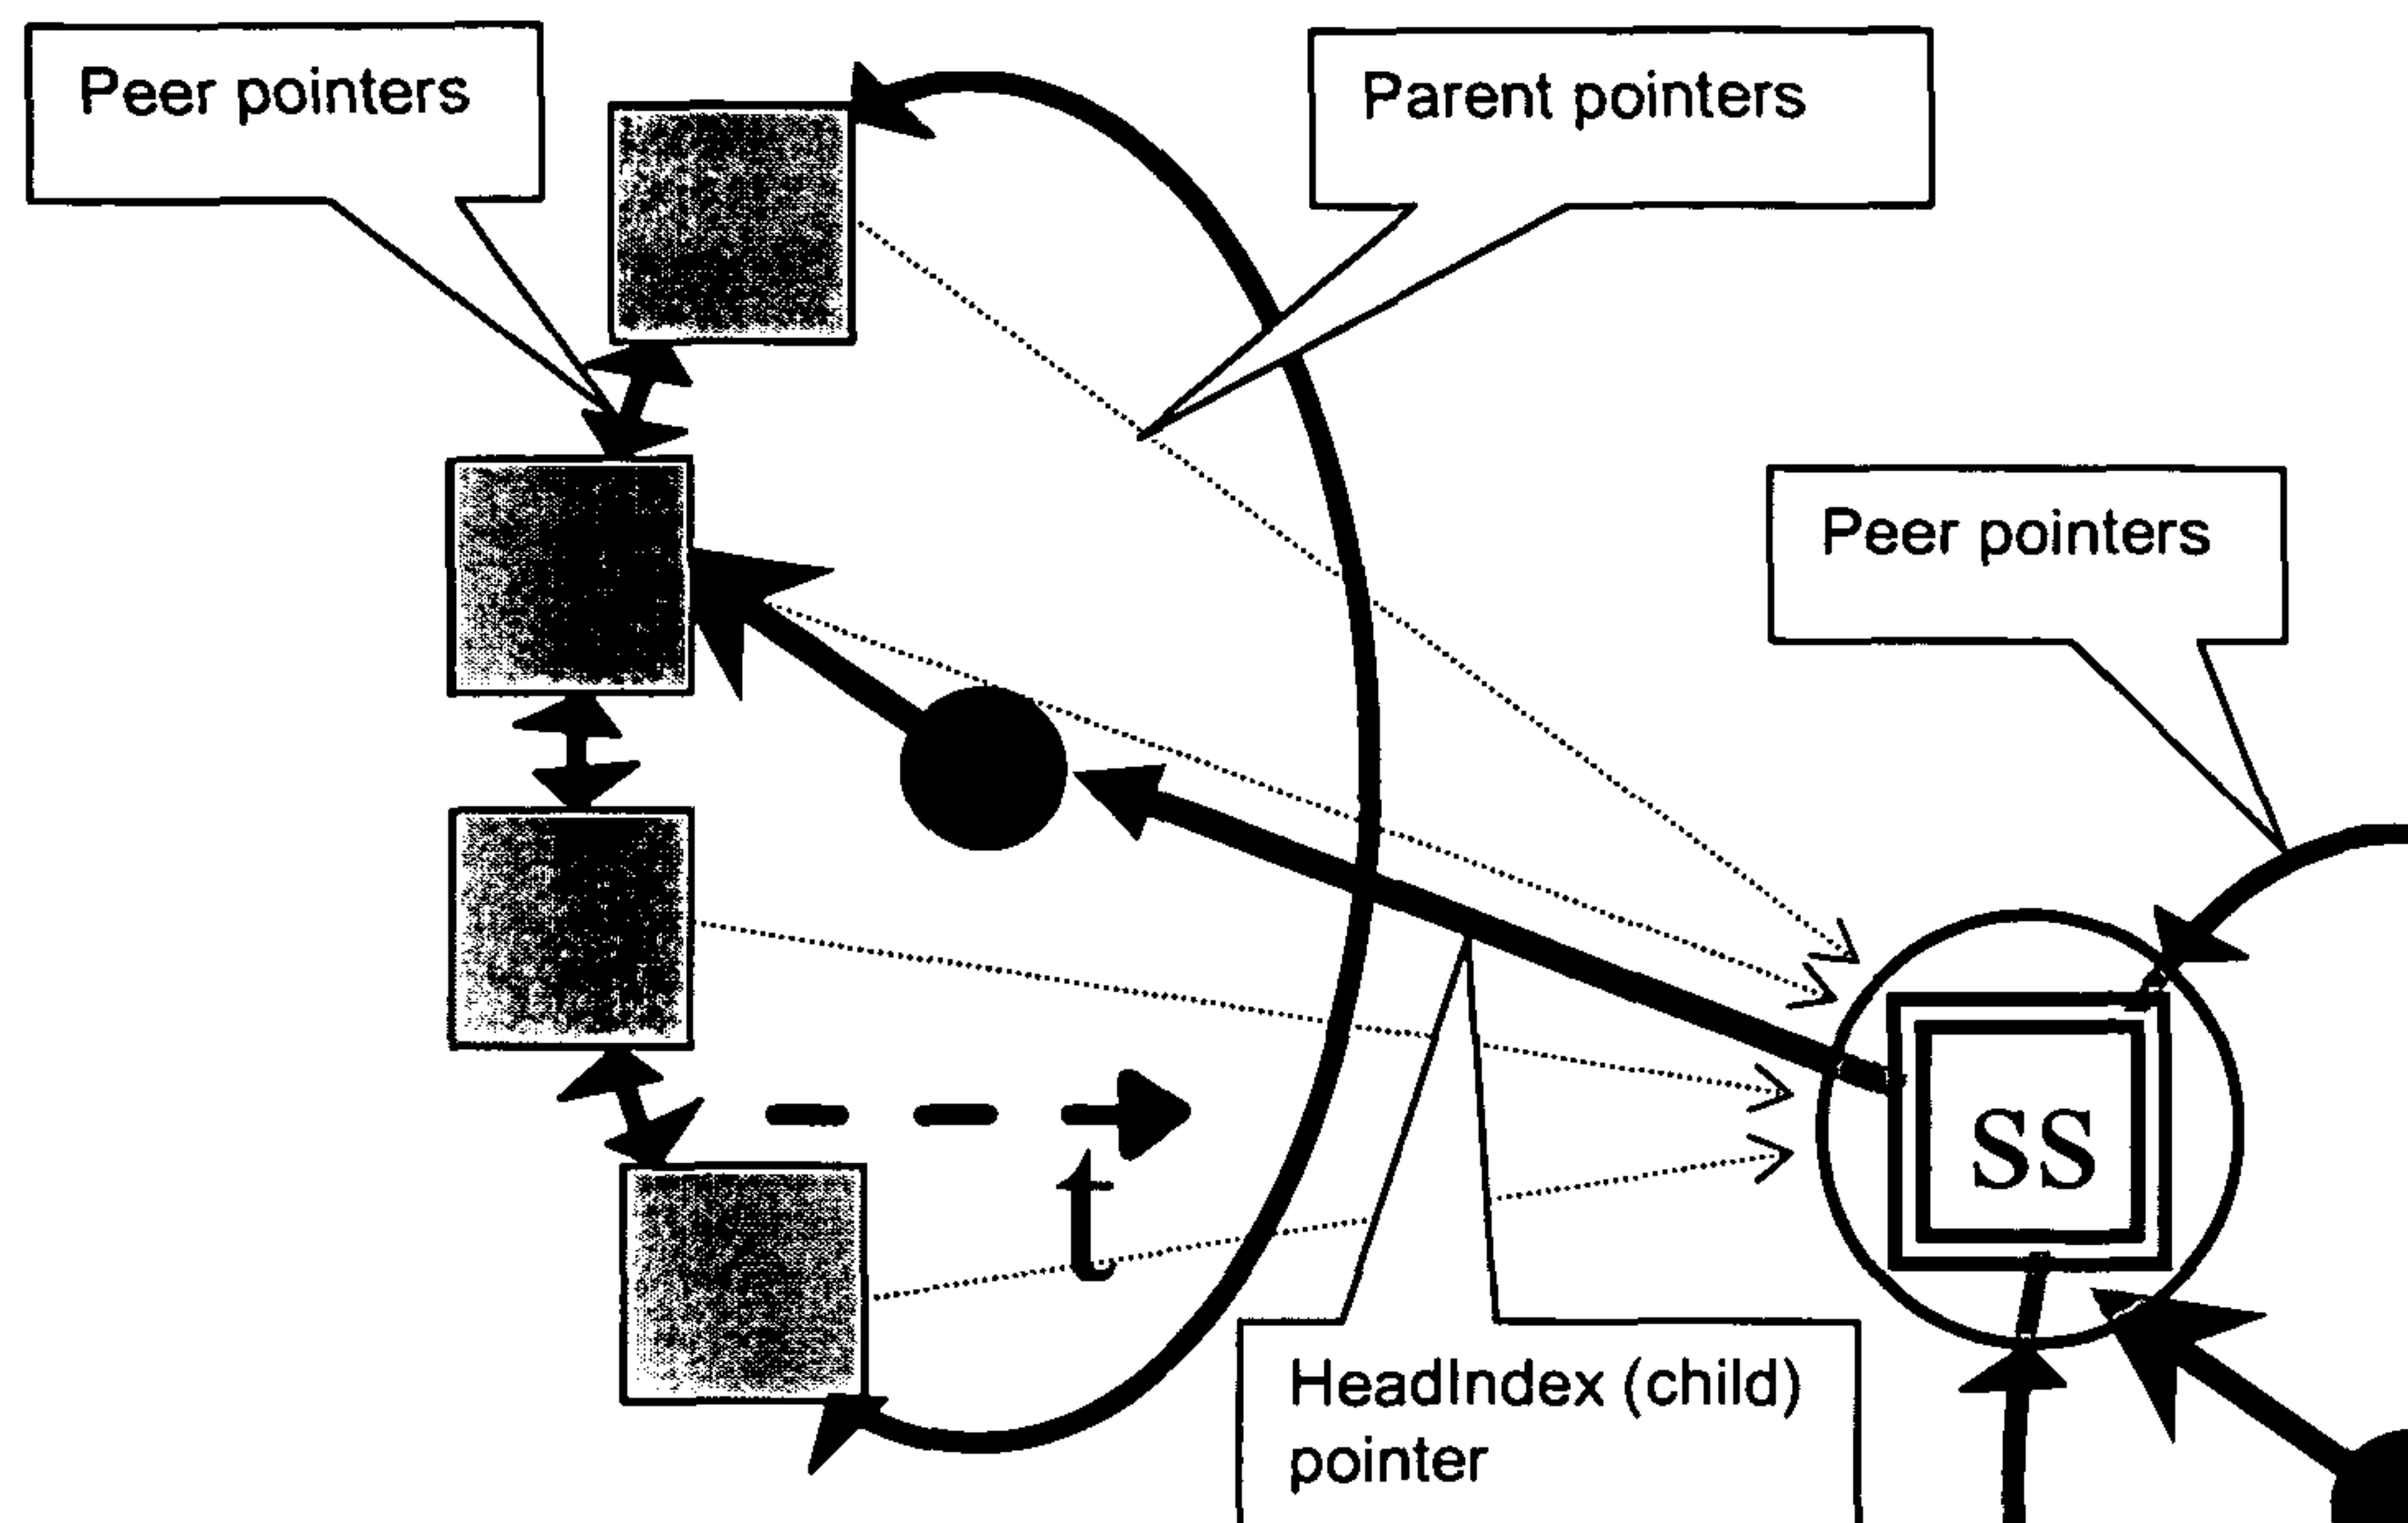 Peer pointers
Parent pointers
Peer pointers
SS
t
HeadIndex (child)
pointer